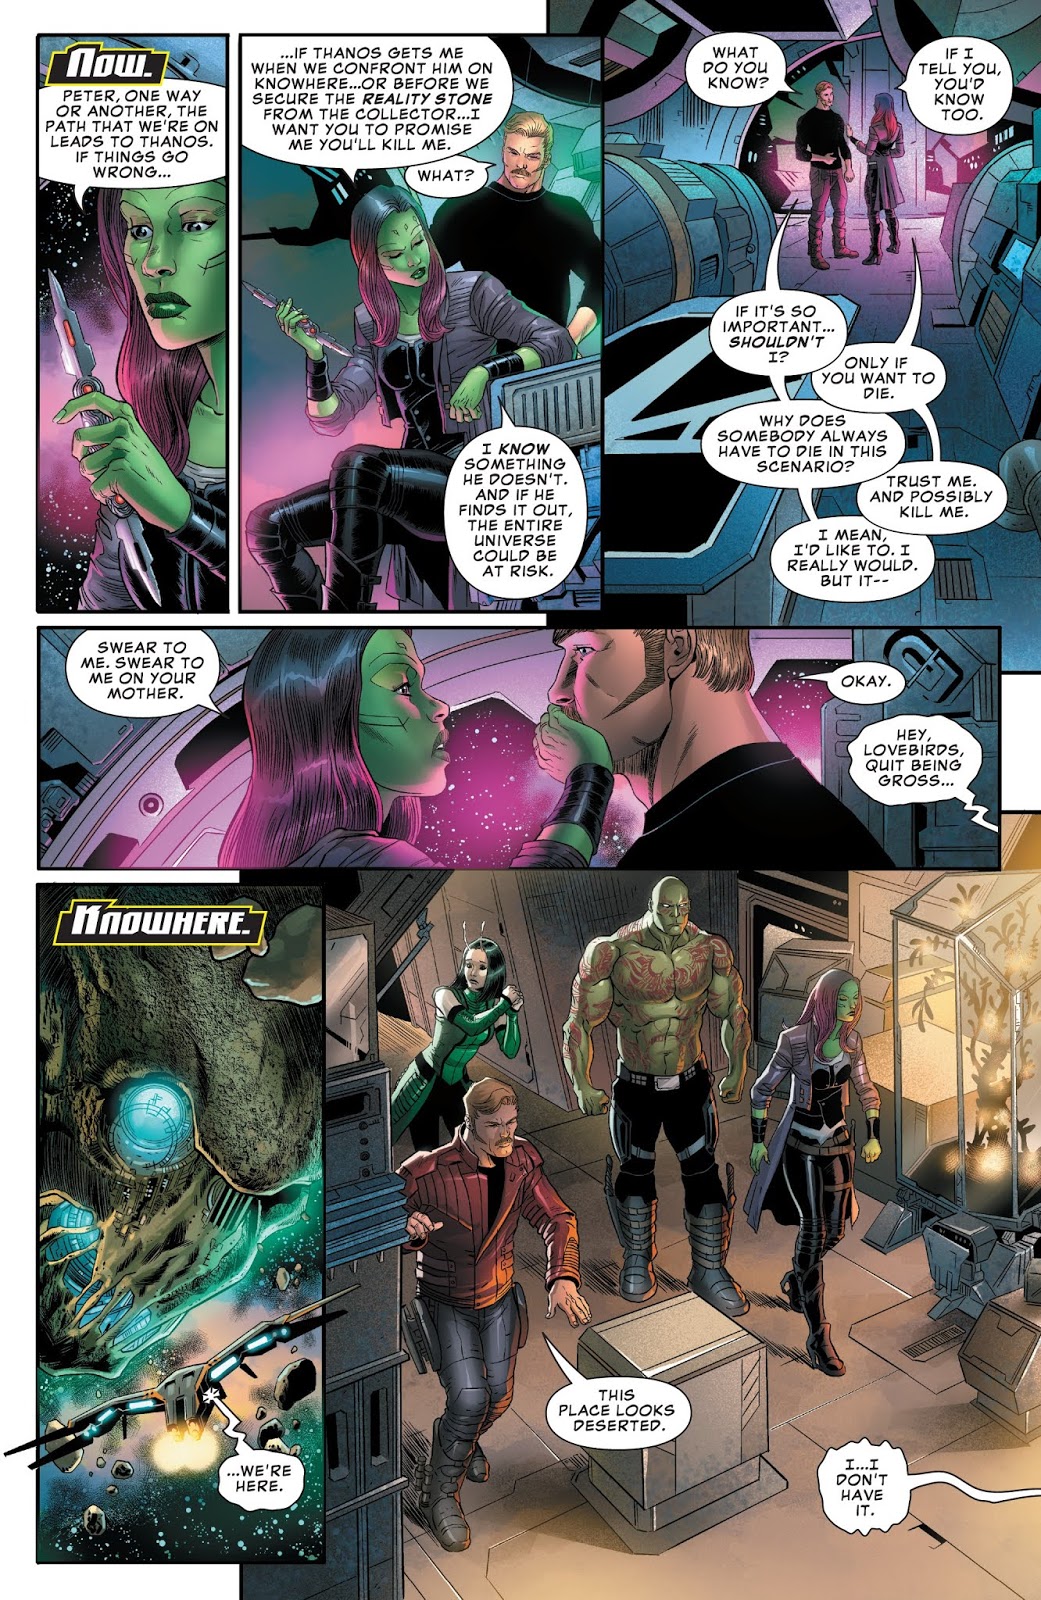 NOW.
PETER, ONE WAY
OR ANOTHER, THE
PATH THAT WE'RE ON
LEADS TO THANOS.
IF THINGS GO
WRONG...
...IF THANOS GETS ME
WHEN WE CONFRONT HIM ON
KNOWHERE...OR BEFORE WE
SECURE THE REALITY STONE
FROM THE COLLECTOR...I
WANT YOU TO PROMISE
ME YOU'LL KILL ME.
WHAT?
I KNOW
SOMETHING
HE DOESN'T.
AND IF HE
FINDS IT OUT,
THE ENTIRE
UNIVERSE
COULD BE
AT RISK.
WHAT
DO YOU
KNOW?
IF I
TELL YOU,
YOU'D
KNOW
TOO.
IF IT'S SO
IMPORTANT...
SHOULDN'T
I?
ONLY IF
YOU WANT TO
DIE.
WHY DOES
SOMEBODY ALWAYS
HAVE TO DIE IN THIS
SCENARIO?
TRUST ME.
AND POSSIBLY
KILL ME.
I MEAN,
I'D LIKE TO. I
REALLY WOULD.
BUT IT--
SWEAR TO
ME. SWEAR TO
ME ON YOUR
MOTHER.
OKAY.
HEY,
LOVEBIRDS,
QUIT BEING
GROSS...
KNOWHERE.
...WE'RE
HERE.
THIS
PLACE LOOKS
DESERTED.
I...I
DON'T
HAVE
IT.